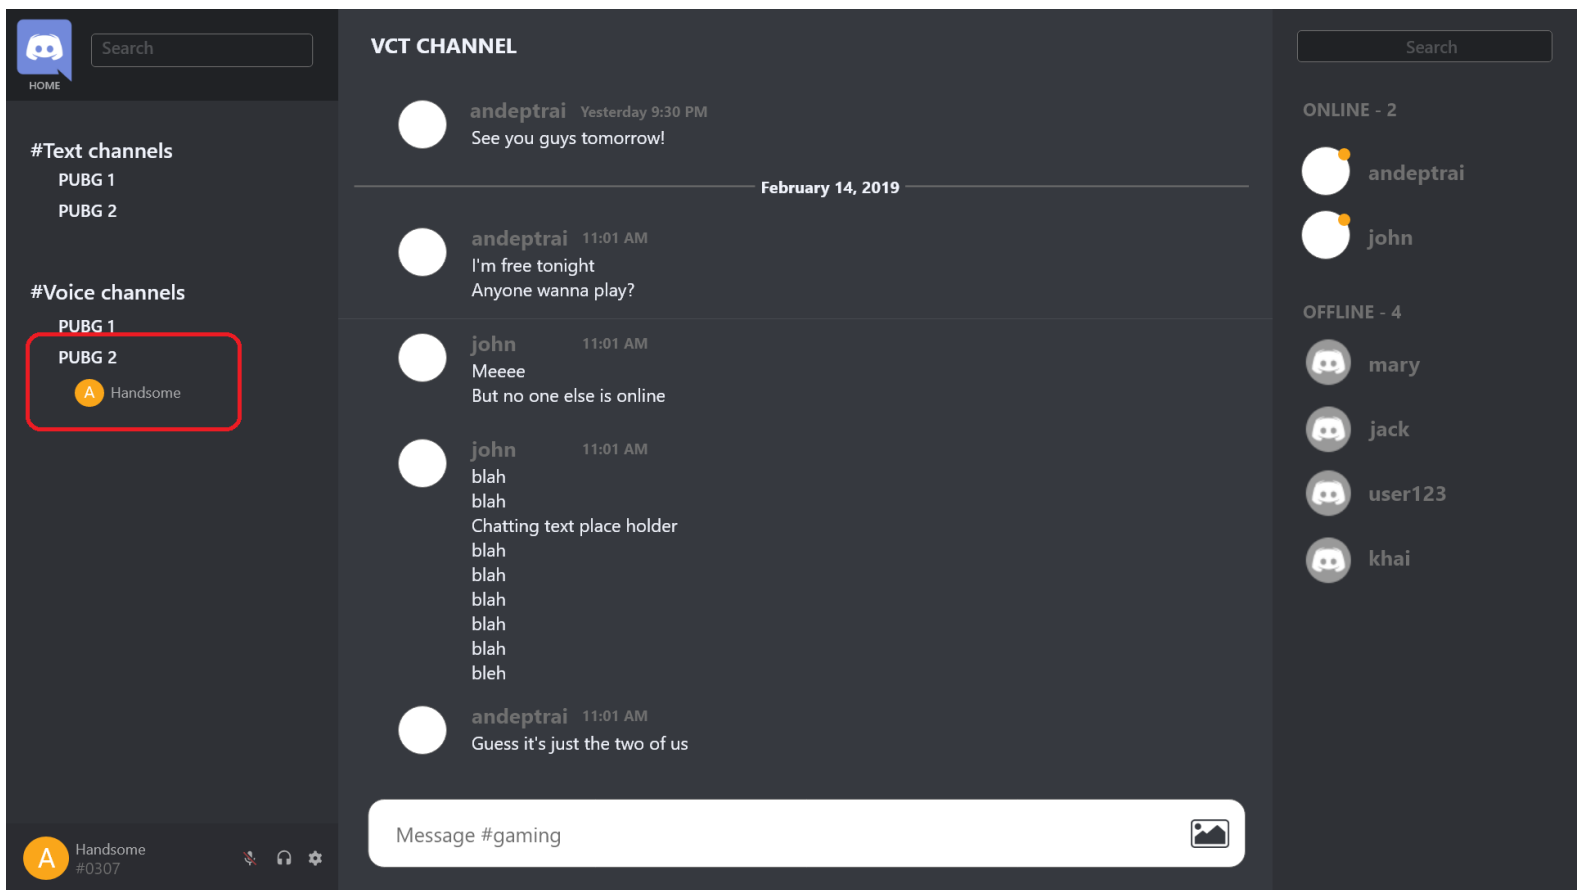 HOME
Search
#Text channels
PUBG 1
PUBG 2
#Voice channels
PUBG 1
PUBG 2
A Handsome
A
Handsome
#0307
VCT CHANNEL
andeptrai Yesterday 9:30 PM
See you guys tomorrow!
February 14, 2019
andeptrai 11:01 AM
I'm free tonight
Anyone wanna play?
john 11:01 AM
Meeee
But no one else is online
john 11:01 AM
blah
blah
Chatting text place holder
blah
blah
blah
blah
blah
bleh
andeptrai 11:01 AM
Guess it's just the two of us
Message #gaming
Search
ONLINE - 2
andeptrai
john
OFFLINE - 4
mary
jack
user123
khai